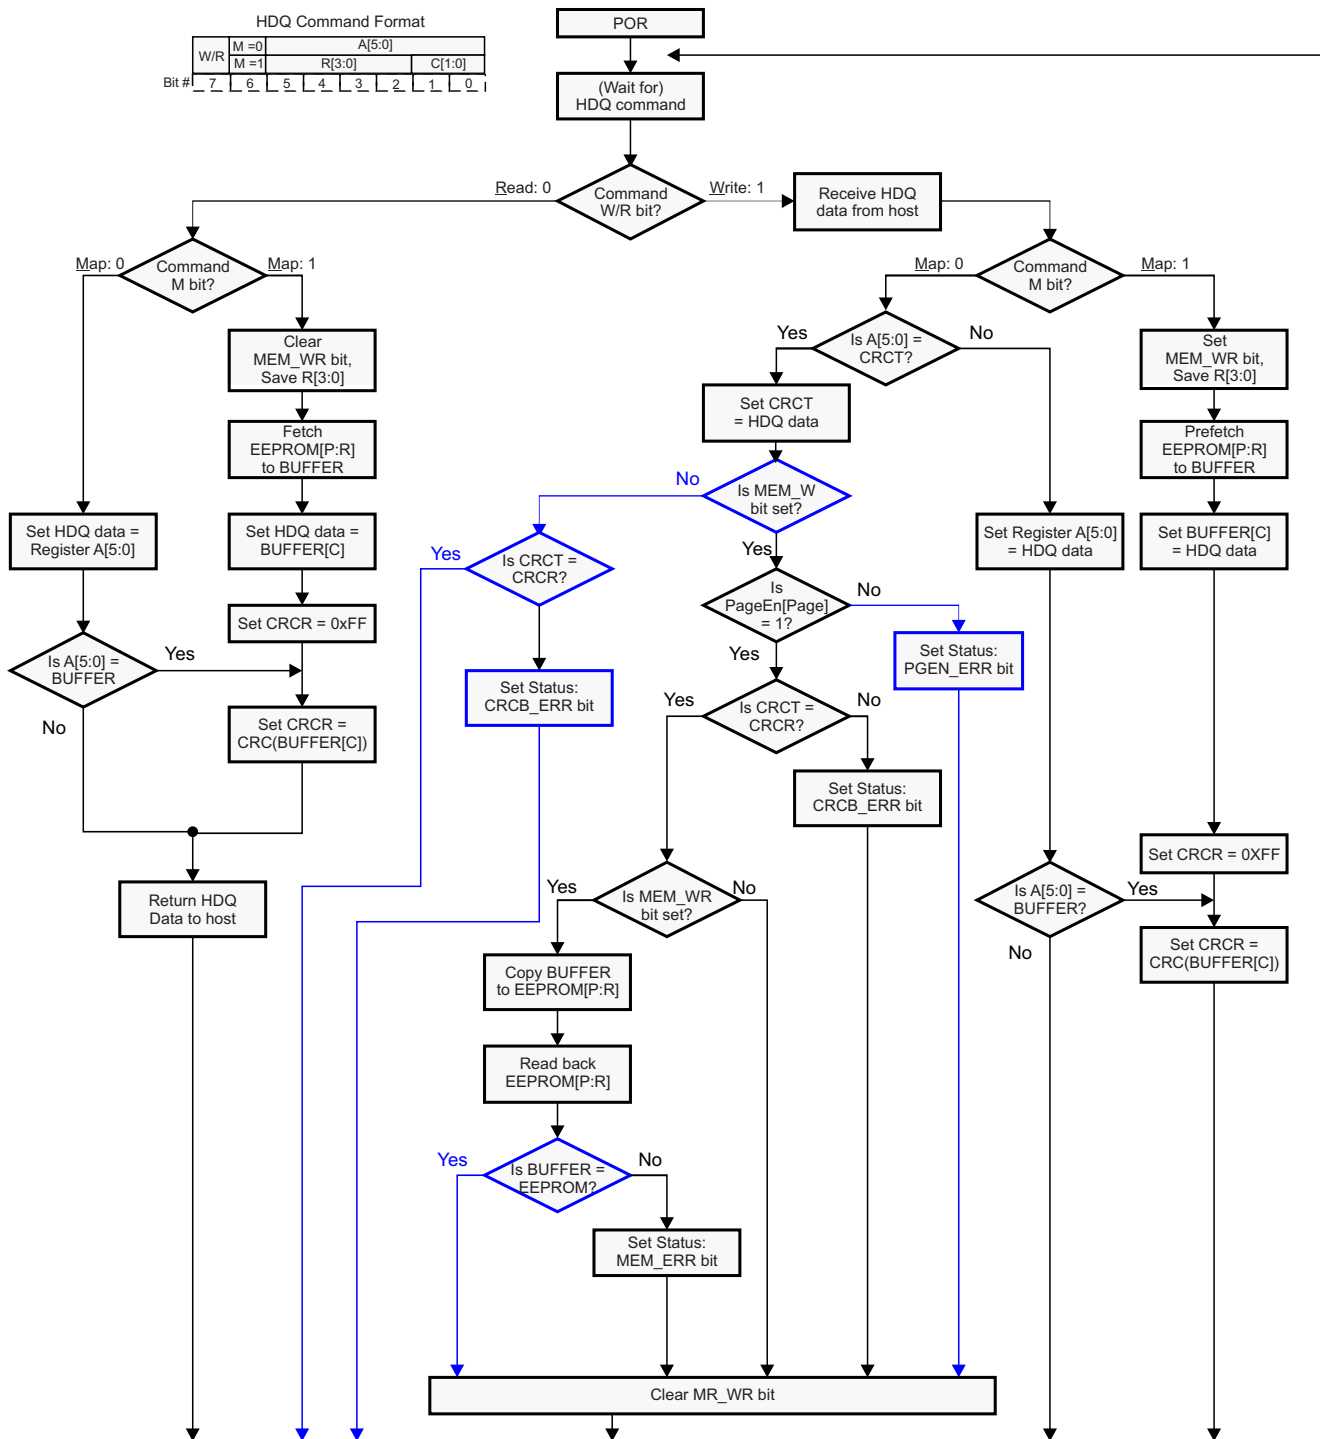 HDQ Command Format
W/R M =0 A[5:0]
M =1 R[3:0] C[1:0]
Bit # 7 6 5 4 3 2 1 0
POR
(Wait for)
HDQ command
Read: 0
Command
W/R bit?
Write: 1
Receive HDQ
data from host
Map: 0
Command
M bit?
Map: 1
Map: 0
Command
M bit?
Map: 1
Clear
MEM_WR bit,
Save R[3:0]
Yes
Is A[5:0] =
CRCT?
No
Set
MEM_WR bit,
Save R[3:0]
Set CRCT
= HDQ data
Fetch
EEPROM[P:R]
to BUFFER
Prefetch
EEPROM[P:R]
to BUFFER
No
Is MEM_W
bit set?
Set HDQ data =
Register A[5:0]
Set HDQ data =
BUFFER[C]
Yes
Is CRCT =
CRCR?
Yes
Set Register A[5:0]
= HDQ data
Set BUFFER[C]
= HDQ data
Is
PageEn[Page]
= 1?
No
Set CRCR = 0xFF
Is A[5:0] =
BUFFER
Yes
No
Set Status:
CRCB_ERR bit
Yes
Set Status:
PGEN_ERR bit
Set CRCR =
CRC(BUFFER[C])
Yes
Is CRCT =
CRCR?
No
Set Status:
CRCB_ERR bit
Set CRCR = 0XFF
Return HDQ
Data to host
Yes
Is MEM_WR
bit set?
No
Is A[5:0] =
BUFFER?
Yes
No
Set CRCR =
CRC(BUFFER[C])
Copy BUFFER
to EEPROM[P:R]
Read back
EEPROM[P:R]
Yes
Is BUFFER =
EEPROM?
No
Set Status:
MEM_ERR bit
Clear MR_WR bit